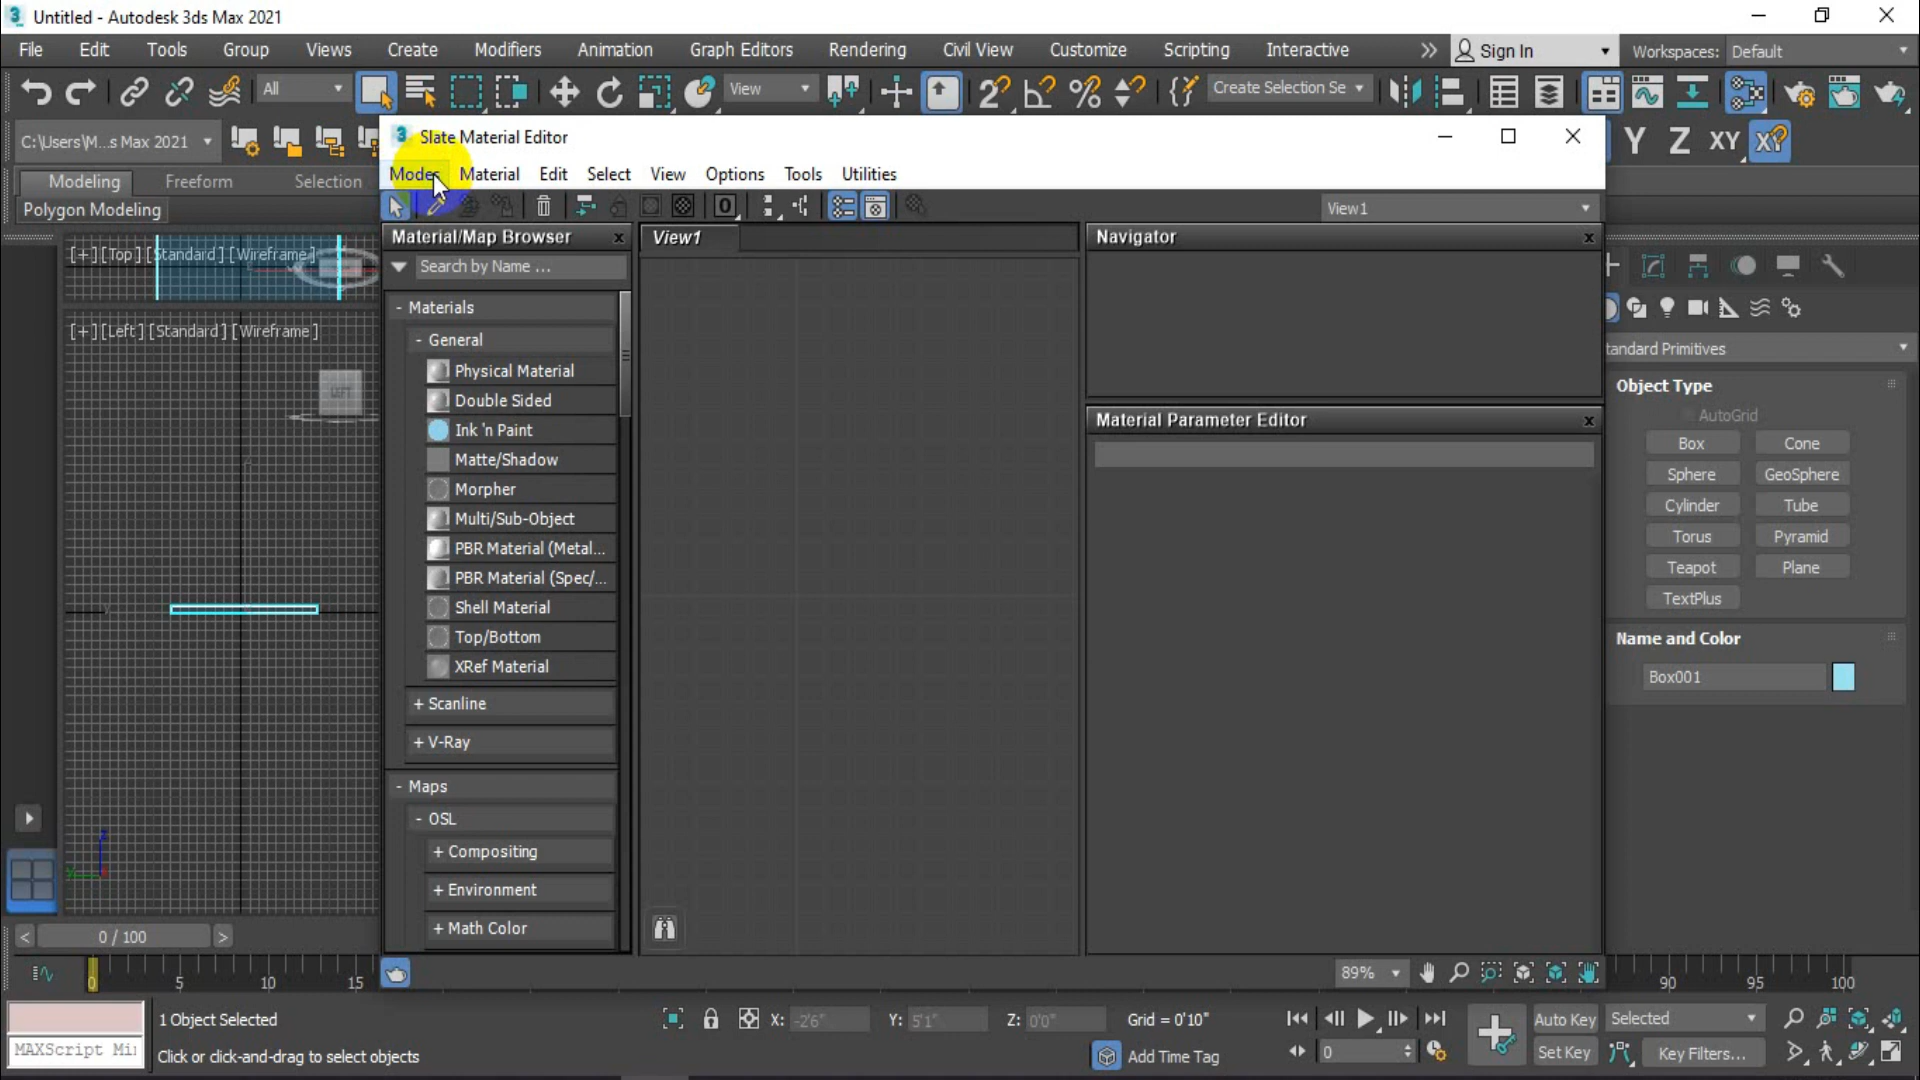 Untitled - Autodesk 3ds Max 2021
File Edit Tools Group Views Create Modifiers Animation Graph Editors Rendering Civil View Customize Scripting Interactive Sign In Workspaces: Default
All View Create Selection Se
C:\Users\M...s Max 2021
Slate Material Editor
Y Z XY
Modes Material Edit Select View Options Tools Utilities
Modeling Freeform Selection
Polygon Modeling
View1
Material/Map Browser
View1
Navigator
[+] [Top] [Standard] [Wireframe]
Search by Name ...
- Materials
[+] [Left] [Standard] [Wireframe]
- General
Physical Material
Double Sided
Ink 'n Paint
Matte/Shadow
Morpher
Multi/Sub-Object
PBR Material (Metal...
PBR Material (Spec/...
Shell Material
Top/Bottom
XRef Material
+ Scanline
+ V-Ray
- Maps
- OSL
+ Compositing
+ Environment
+ Math Color
LEFT
Material Parameter Editor
tandard Primitives
Object Type
AutoGrid
Box Cone
Sphere GeoSphere
Cylinder Tube
Torus Pyramid
Teapot Plane
TextPlus
Name and Color
Box001
< 0 / 100 >
89%
0 5 10 15 90 95 100
1 Object Selected
X: -2'6" Y: 5'1" Z: 0'0" Grid = 0'10"
Auto Key Selected
MAXScript Mi
Click or click-and-drag to select objects
Add Time Tag
0
Set Key Key Filters...